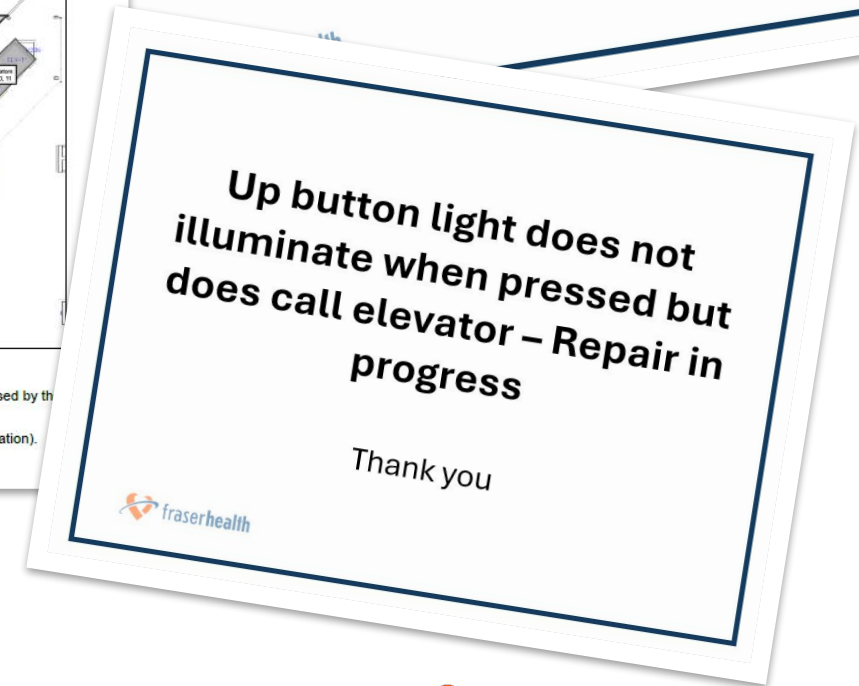 sed by th
ation).
Up button light does not
illuminate when pressed but
does call elevator – Repair in
progress
Thank you
fraserhealth